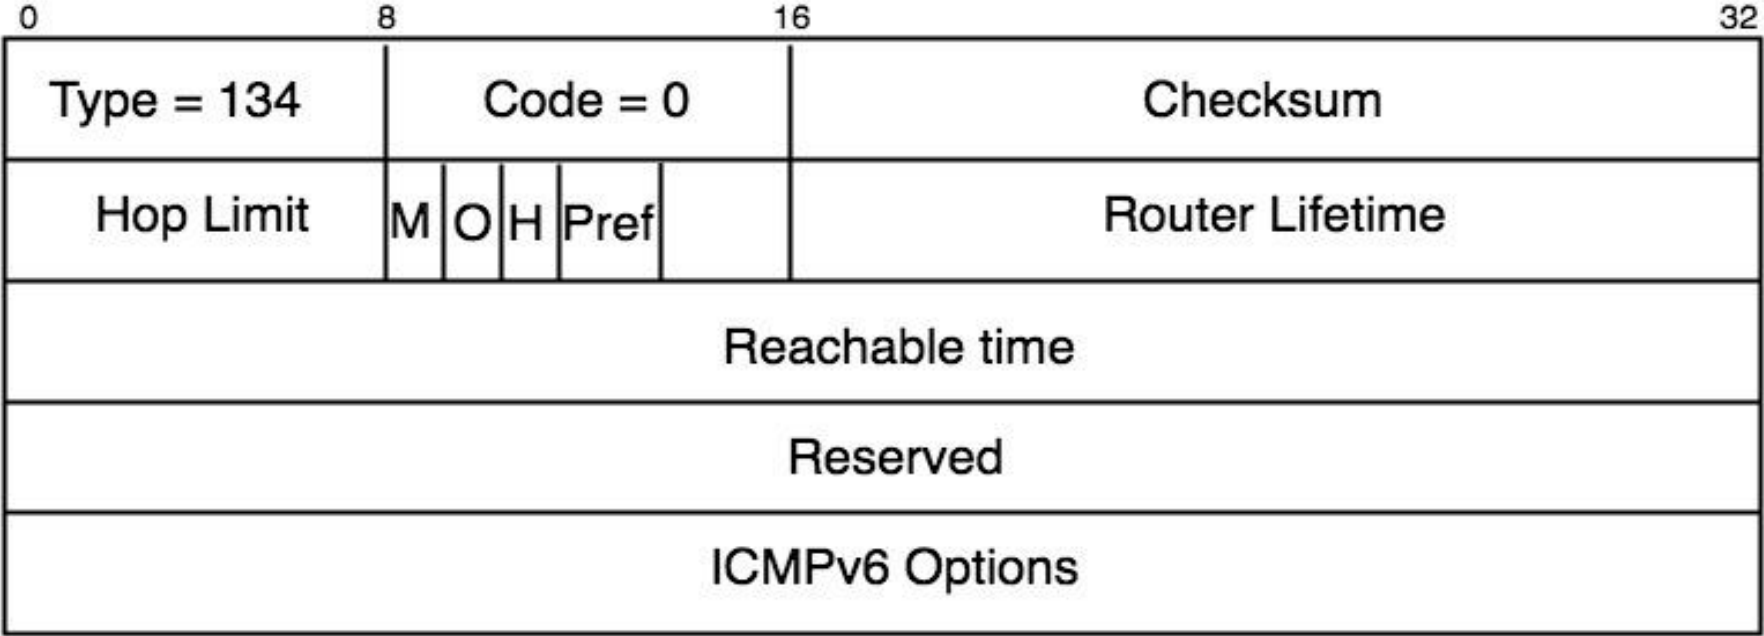 0 8 16 32
Type = 134 Code = 0 Checksum
Hop Limit M O H Pref Router Lifetime
Reachable time
Reserved
ICMPv6 Options